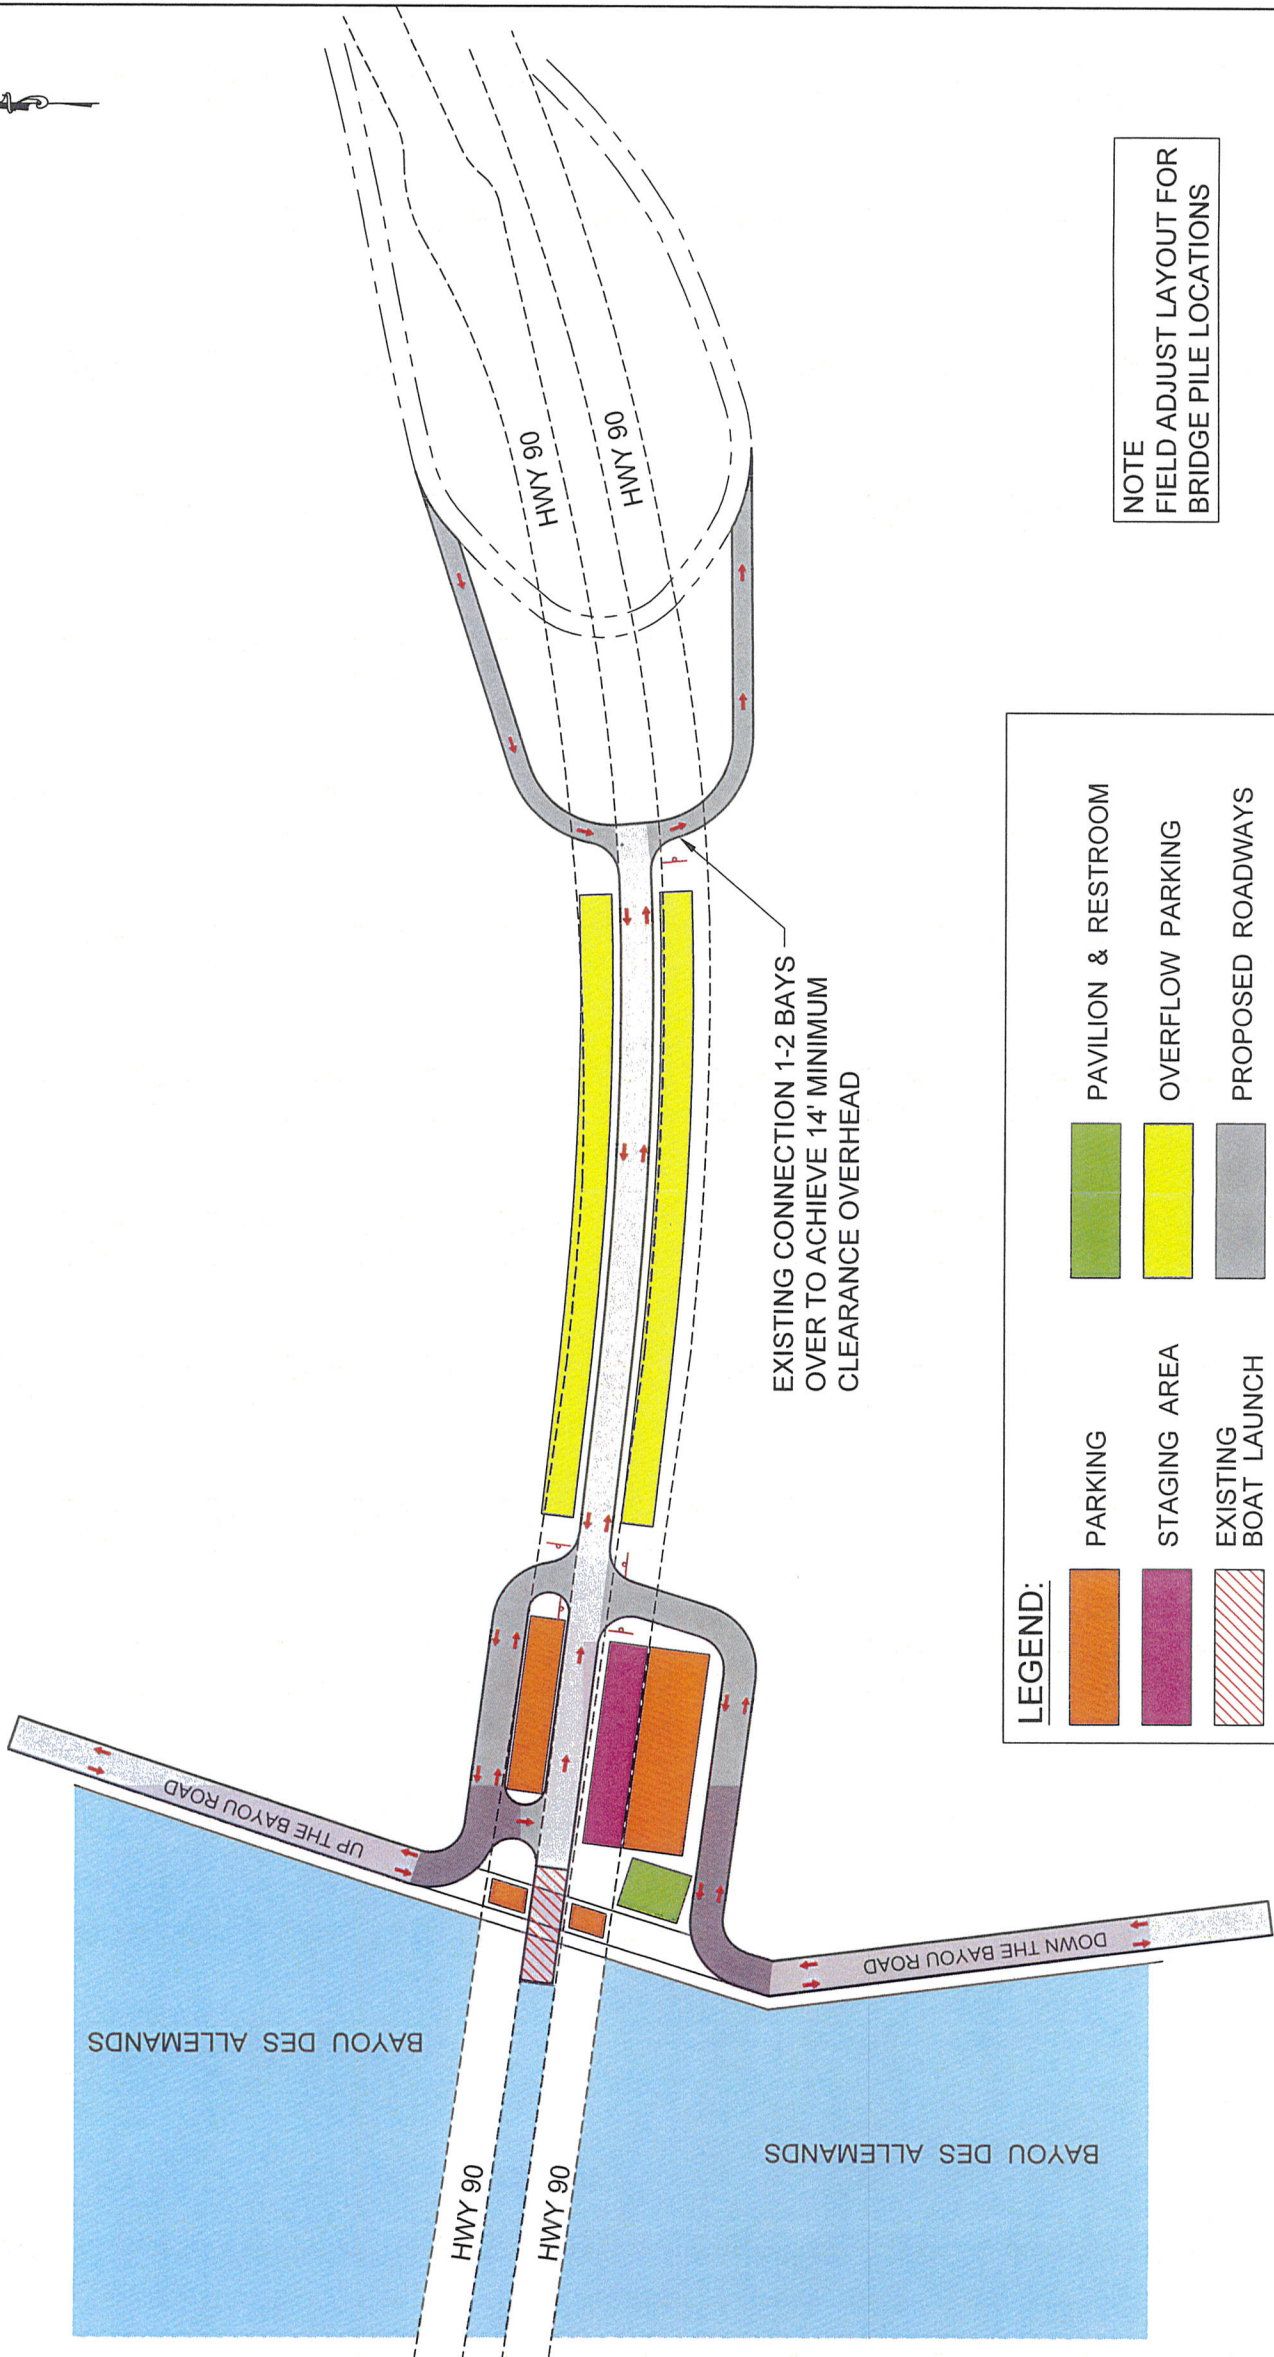 HWY 90
HWY 90
NOTE
FIELD ADJUST LAYOUT FOR
BRIDGE PILE LOCATIONS
EXISTING CONNECTION 1-2 BAYS
OVER TO ACHIEVE 14' MINIMUM
CLEARANCE OVERHEAD
UP THE BAYOU ROAD
DOWN THE BAYOU ROAD
BAYOU DES ALLEMANDS
BAYOU DES ALLEMANDS
HWY 90
HWY 90
LEGEND:
PARKING
STAGING AREA
EXISTING
BOAT LAUNCH
PAVILION & RESTROOM
OVERFLOW PARKING
PROPOSED ROADWAYS